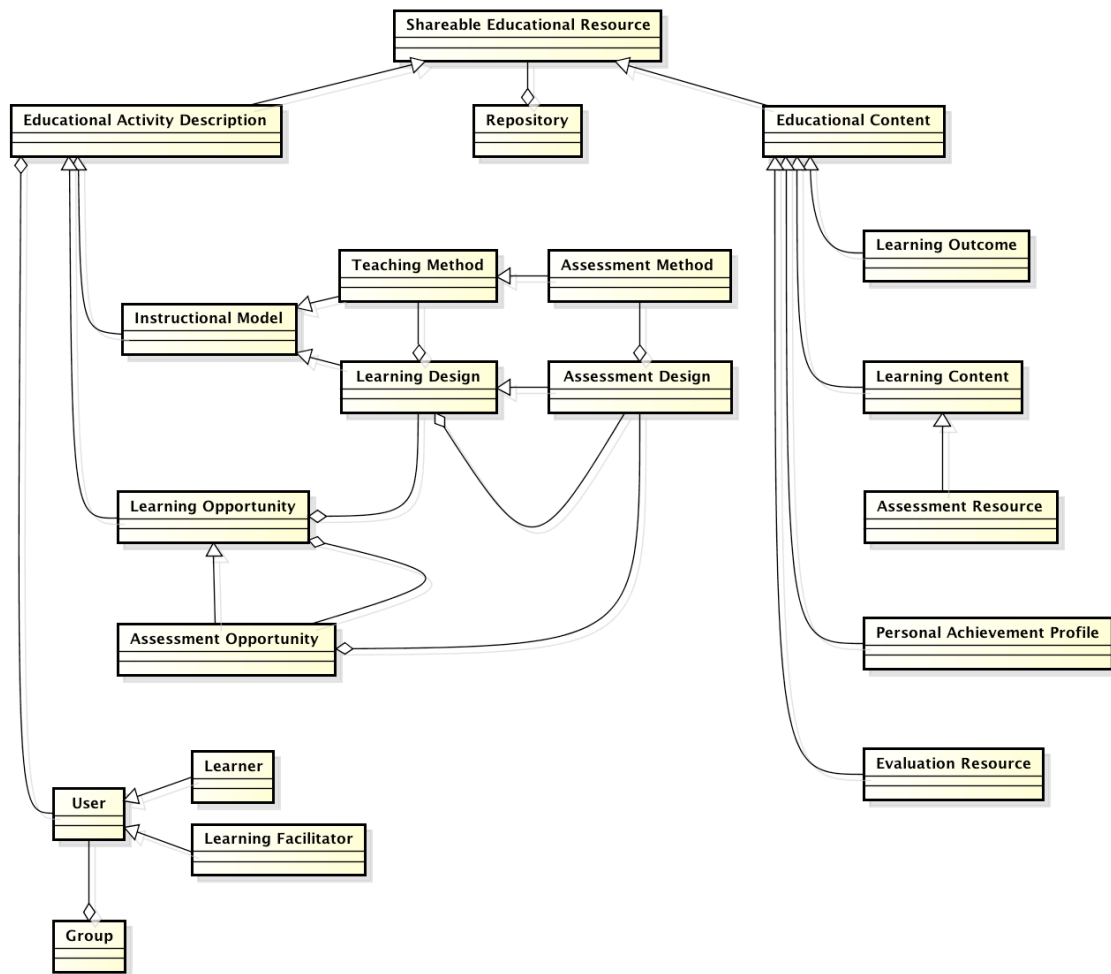 Shareable Educational Resource
Educational Activity Description
Repository
Educational Content
Learning Outcome
Teaching Method
Assessment Method
Instructional Model
Learning Design
Assessment Design
Learning Content
Learning Opportunity
Assessment Resource
Assessment Opportunity
Personal Achievement Profile
Learner
Evaluation Resource
User
Learning Facilitator
Group